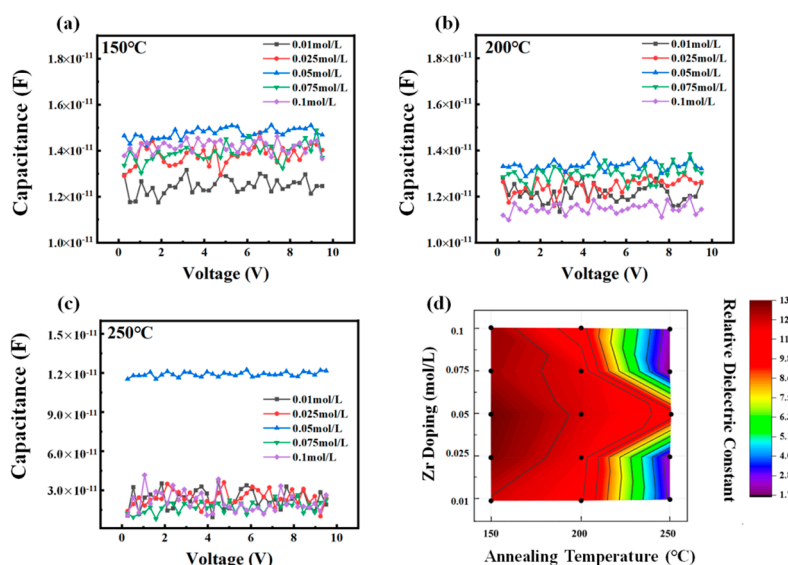 (a)
150℃
0.01mol/L
0.025mol/L
0.05mol/L
0.075mol/L
0.1mol/L
1.8×10⁻¹¹
1.6×10⁻¹¹
1.4×10⁻¹¹
1.2×10⁻¹¹
1.0×10⁻¹¹
Capacitance (F)
0 2 4 6 8 10
Voltage (V)
(b)
200℃
0.01mol/L
0.025mol/L
0.05mol/L
0.075mol/L
0.1mol/L
1.8×10⁻¹¹
1.6×10⁻¹¹
1.4×10⁻¹¹
1.2×10⁻¹¹
1.0×10⁻¹¹
Capacitance (F)
0 2 4 6 8 10
Voltage (V)
(c)
250℃
1.5×10⁻¹¹
1.2×10⁻¹¹
9.0×10⁻¹¹
6.0×10⁻¹¹
3.0×10⁻¹¹
Capacitance (F)
0.01mol/L
0.025mol/L
0.05mol/L
0.075mol/L
0.1mol/L
0 2 4 6 8 10
Voltage (V)
(d)
0.1
0.075
0.05
0.025
0.01
Zr Doping (mol/L)
150 200 250
Annealing Temperature (℃)
Relative Dielectric Constant